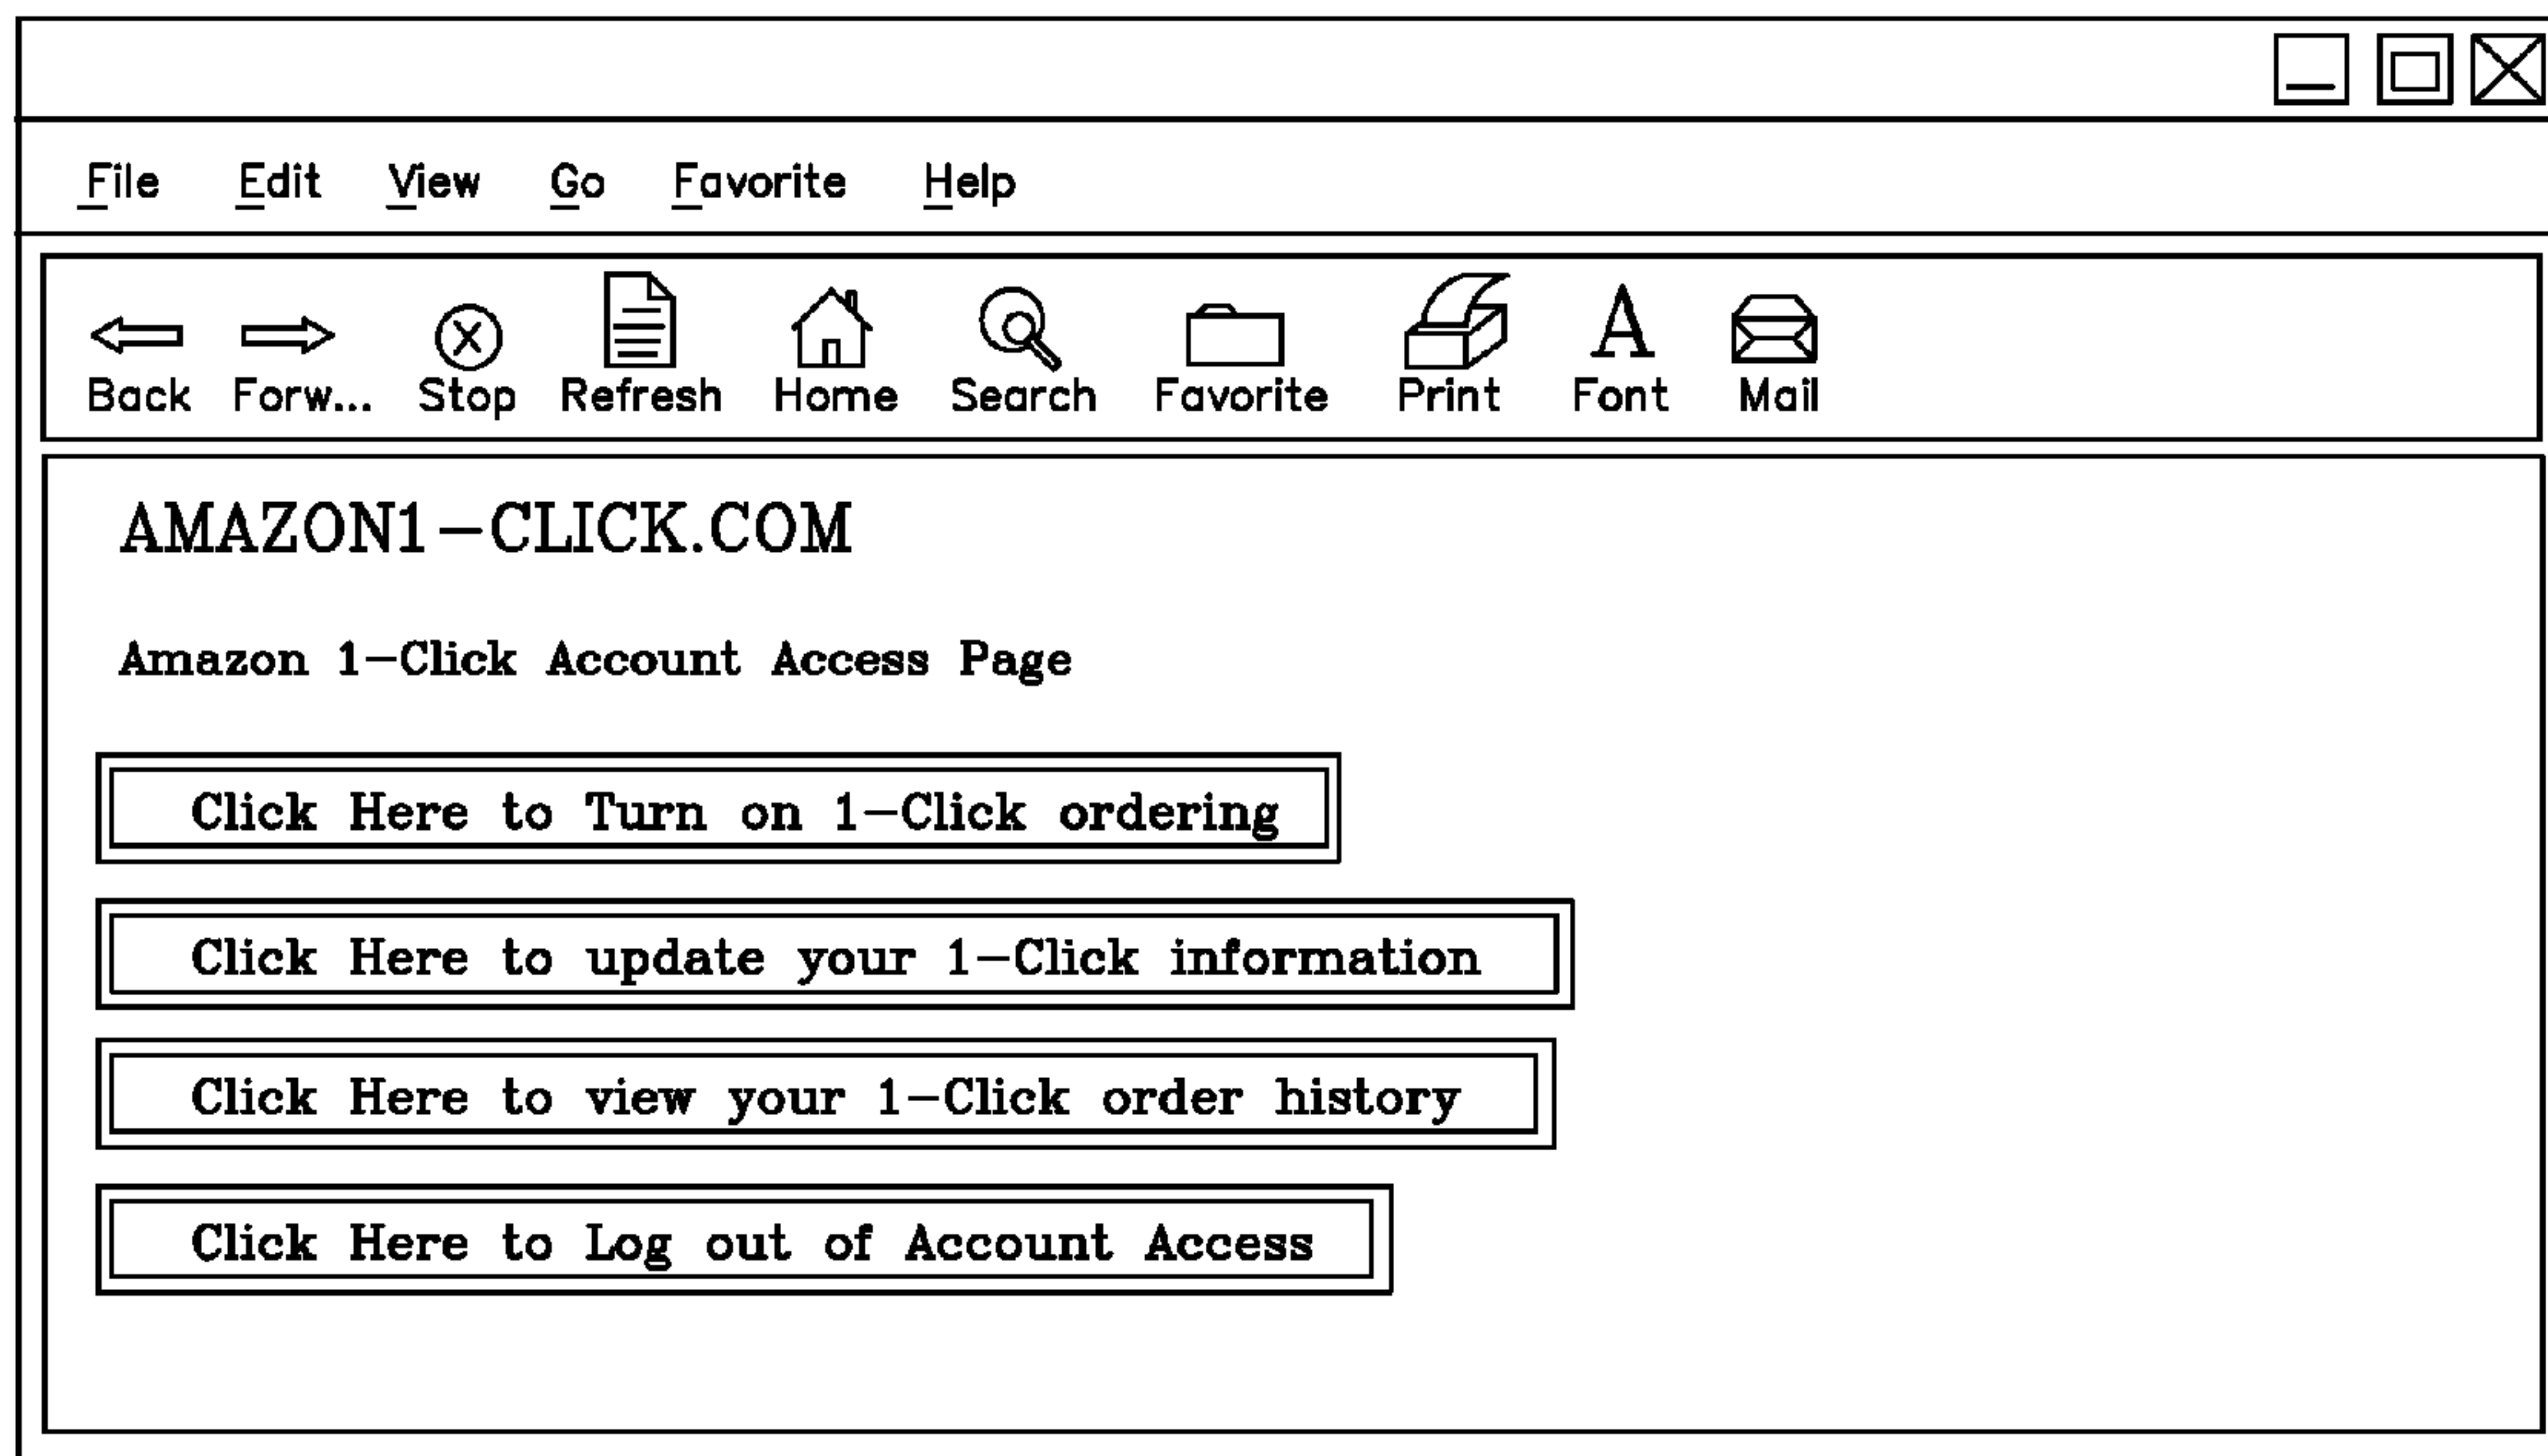 File Edit View Go Favorite Help
Back Forw... Stop Refresh Home Search Favorite Print Font Mail
AMAZON1-CLICK.COM
Amazon 1-Click Account Access Page
Click Here to Turn on 1-Click ordering
Click Here to update your 1-Click information
Click Here to view your 1-Click order history
Click Here to Log out of Account Access